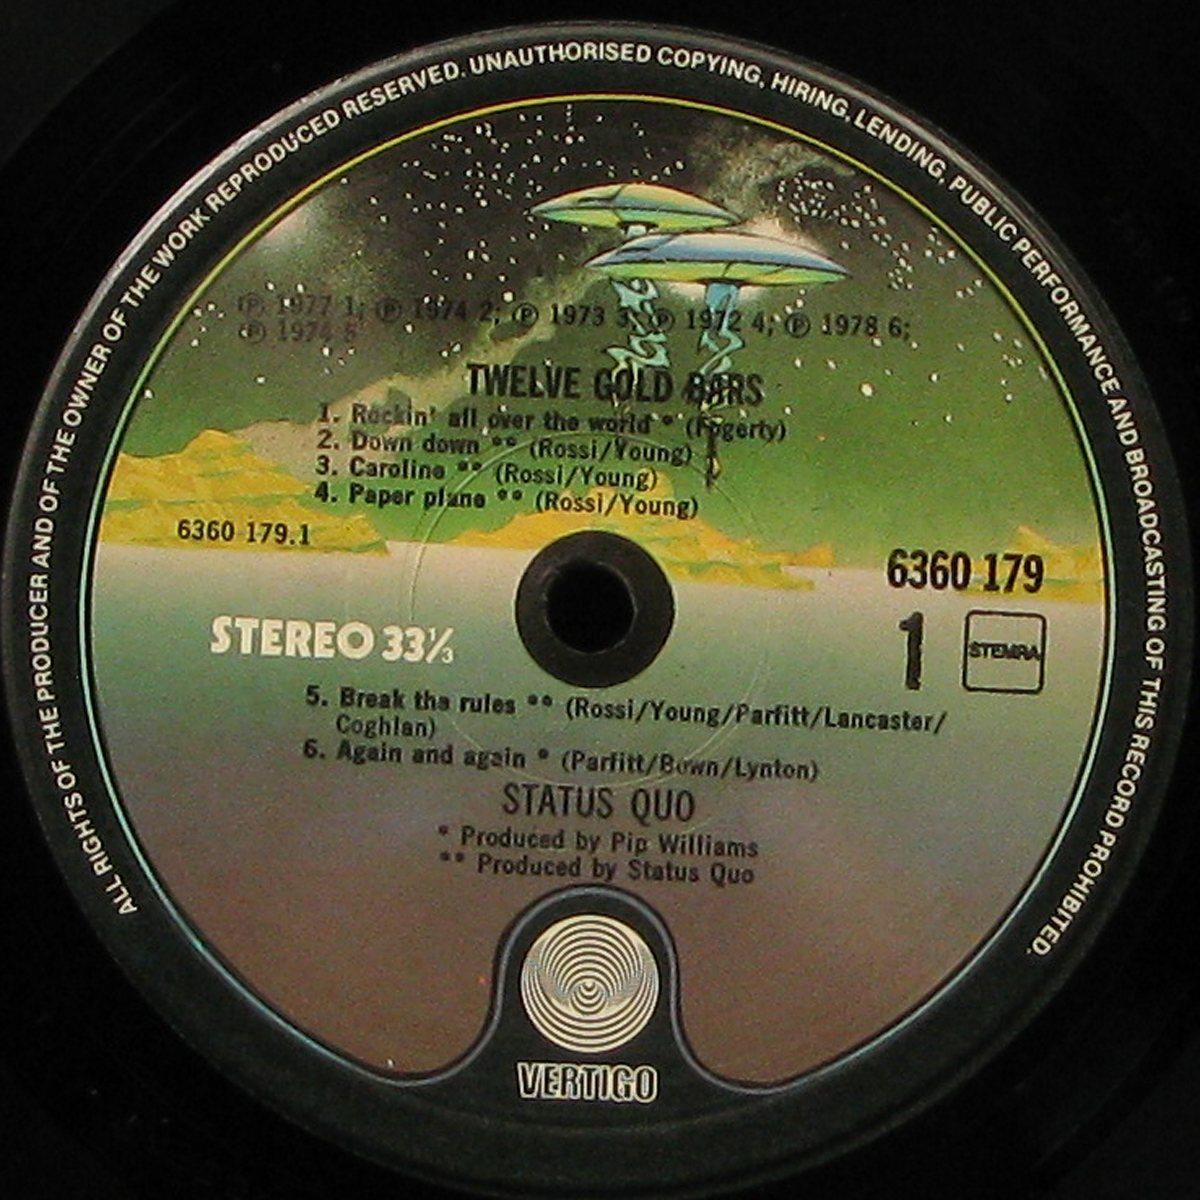 ALL RIGHTS OF THE PRODUCER AND OF THE OWNER OF THE WORK REPRODUCED RESERVED. UNAUTHORISED COPYING, HIRING, LENDING, PUBLIC PERFORMANCE AND BROADCASTING OF THIS RECORD PROHIBITED.
℗ 1977 1; ℗ 1974 2; ℗ 1973 3; ℗ 1972 4; ℗ 1978 6;
℗ 1974 5
TWELVE GOLD BARS
1. Rockin' all over the world * (Fogerty)
2. Down down ** (Rossi/Young)
3. Caroline ** (Rossi/Young)
4. Paper plane ** (Rossi/Young)
6360 179.1
6360 179
STEREO 33⅓
1
STEMRA
5. Break the rules ** (Rossi/Young/Parfitt/Lancaster/
Coghlan)
6. Again and again * (Parfitt/Bown/Lynton)
STATUS QUO
* Produced by Pip Williams
** Produced by Status Quo
VERTIGO